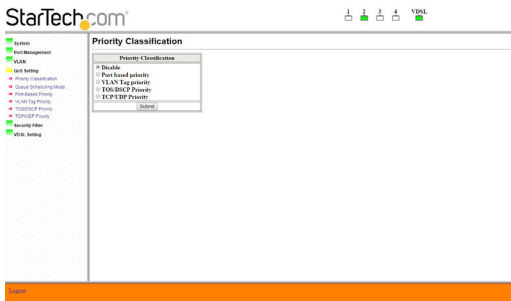 StarTech.com
1 2 3 4 VDSL
System
Port Management
VLAN
QoS Setting
Priority Classification
Queue Scheduling Mode
Port-Based Priority
VLAN Tag Priority
TOS/DSCP Priority
TCP/UDP Priority
Security Filter
VDSL Setting
Priority Classification
Priority Classification
Disable
Port based priority
VLAN Tag priority
TOS/DSCP Priority
TCP/UDP Priority
Submit
Logout